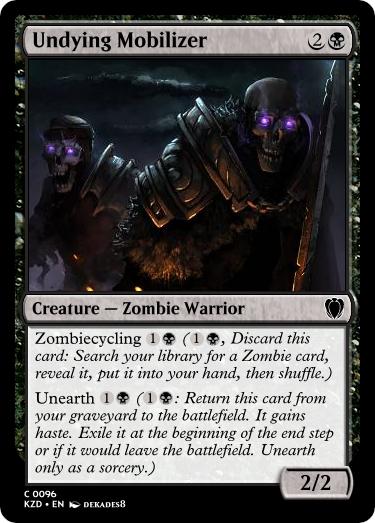 Undying Mobilizer 2
Creature — Zombie Warrior
Zombiecycling 1 ( 1 , Discard this
card: Search your library for a Zombie card,
reveal it, put it into your hand, then shuffle.)
Unearth 1 ( 1 : Return this card from
your graveyard to the battlefield. It gains
haste. Exile it at the beginning of the end step
or if it would leave the battlefield. Unearth
only as a sorcery.)
2/2
C 0096
KZD • EN DEKADES8